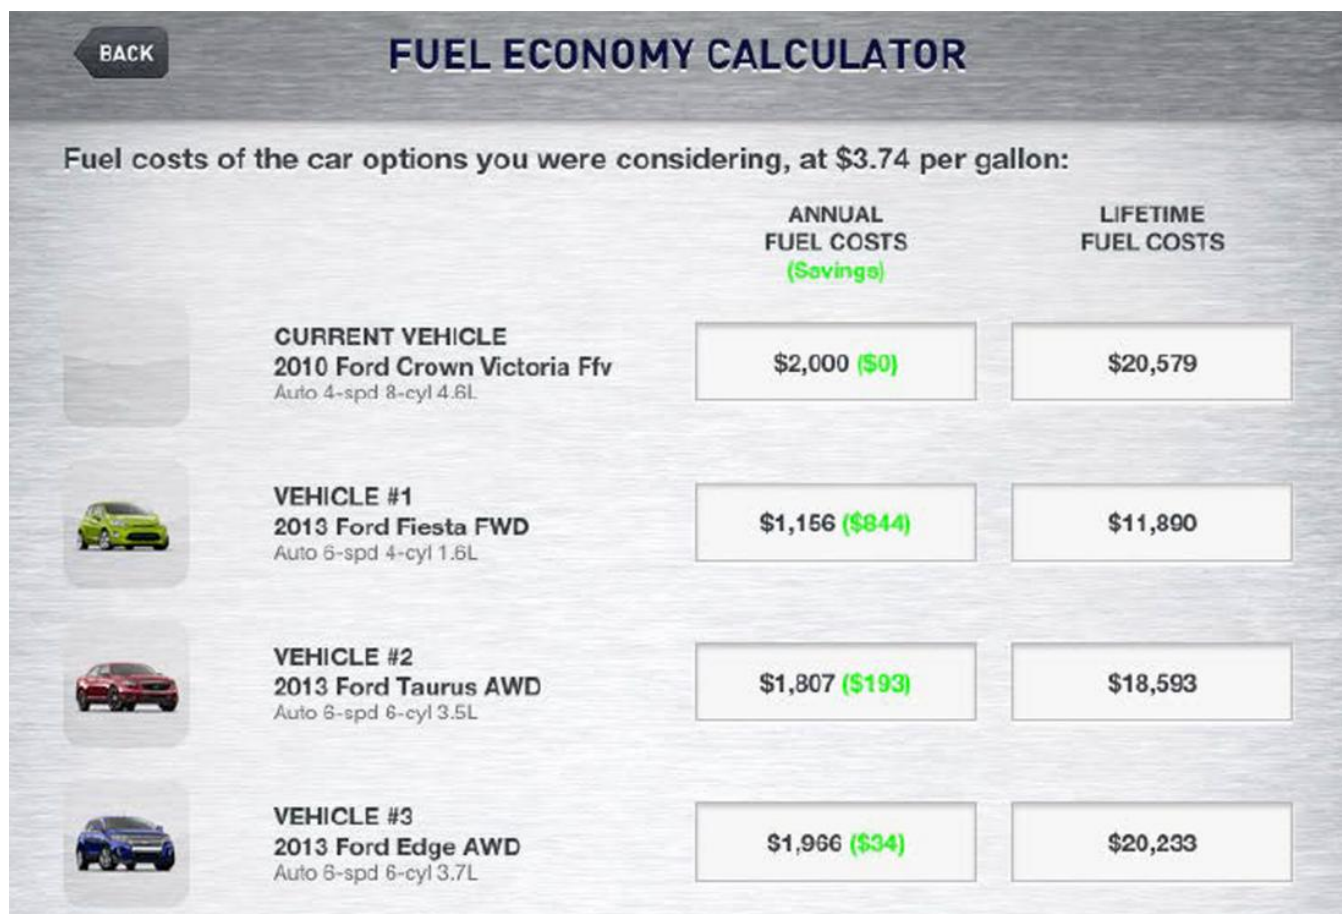 BACK
FUEL ECONOMY CALCULATOR
Fuel costs of the car options you were considering, at $3.74 per gallon:
ANNUAL
FUEL COSTS
(Savings)
LIFETIME
FUEL COSTS
CURRENT VEHICLE
2010 Ford Crown Victoria Ffv
Auto 4-spd 8-cyl 4.6L
$2,000 ($0)
$20,579
VEHICLE #1
2013 Ford Fiesta FWD
Auto 6-spd 4-cyl 1.6L
$1,156 ($844)
$11,890
VEHICLE #2
2013 Ford Taurus AWD
Auto 6-spd 6-cyl 3.5L
$1,807 ($193)
$18,593
VEHICLE #3
2013 Ford Edge AWD
Auto 6-spd 6-cyl 3.7L
$1,966 ($34)
$20,233